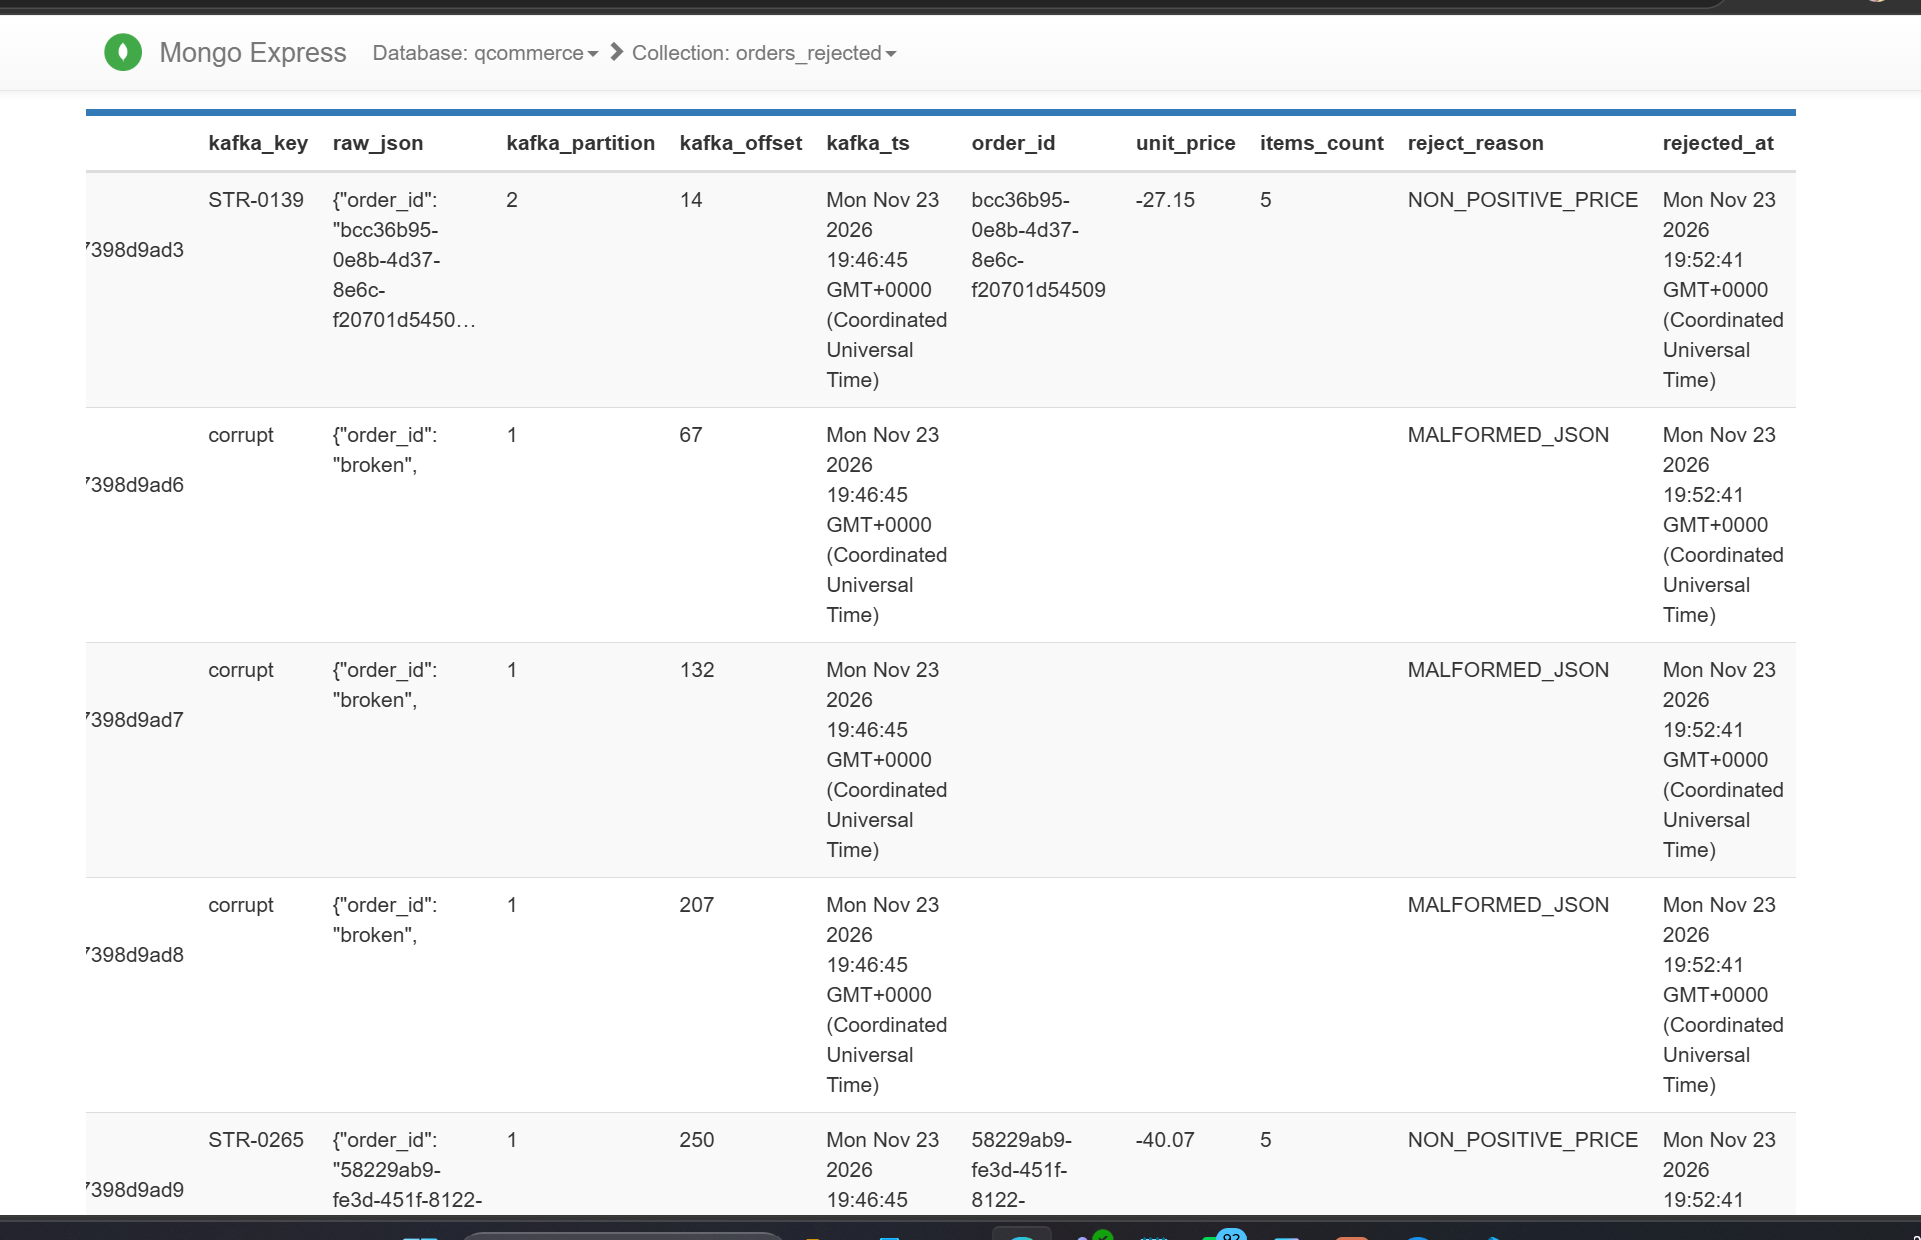 Mongo Express Database: qcommerce Collection: orders_rejected
kafka_key raw_json kafka_partition kafka_offset kafka_ts order_id unit_price items_count reject_reason rejected_at
STR-0139 {"order_id": 2 14 Mon Nov 23 bcc36b95- -27.15 5 NON_POSITIVE_PRICE Mon Nov 23
"bcc36b95- 2026 0e8b-4d37- 2026
7398d9ad3 0e8b-4d37- 19:46:45 8e6c- 19:52:41
8e6c- GMT+0000 f20701d54509 GMT+0000
f20701d5450… (Coordinated (Coordinated
Universal Universal
Time) Time)
corrupt {"order_id": 1 67 Mon Nov 23 MALFORMED_JSON Mon Nov 23
"broken", 2026 2026
7398d9ad6 19:46:45 19:52:41
GMT+0000 GMT+0000
(Coordinated (Coordinated
Universal Universal
Time) Time)
corrupt {"order_id": 1 132 Mon Nov 23 MALFORMED_JSON Mon Nov 23
"broken", 2026 2026
7398d9ad7 19:46:45 19:52:41
GMT+0000 GMT+0000
(Coordinated (Coordinated
Universal Universal
Time) Time)
corrupt {"order_id": 1 207 Mon Nov 23 MALFORMED_JSON Mon Nov 23
"broken", 2026 2026
7398d9ad8 19:46:45 19:52:41
GMT+0000 GMT+0000
(Coordinated (Coordinated
Universal Universal
Time) Time)
STR-0265 {"order_id": 1 250 Mon Nov 23 58229ab9- -40.07 5 NON_POSITIVE_PRICE Mon Nov 23
"58229ab9- 2026 fe3d-451f- 2026
7398d9ad9 fe3d-451f-8122- 19:46:45 8122- 19:52:41